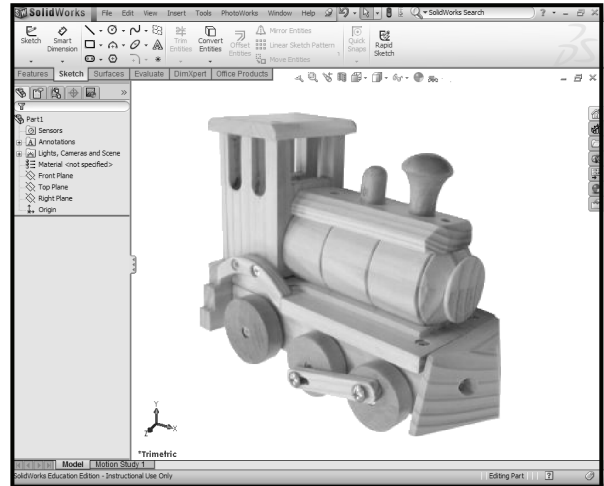 SolidWorks File Edit View Insert Tools PhotoWorks Window Help SolidWorks Search
Sketch Smart Dimension Trim Entities Convert Entities Offset Entities Mirror Entities Linear Sketch Pattern Move Entities Quick Snaps Rapid Sketch
Features Sketch Surfaces Evaluate DimXpert Office Products
Part1
Sensors
Annotations
Lights, Cameras and Scene
Material <not specified>
Front Plane
Top Plane
Right Plane
Origin
Y
Z X
*Trimetric
Model Motion Study 1
SolidWorks Education Edition - Instructional Use Only Editing Part